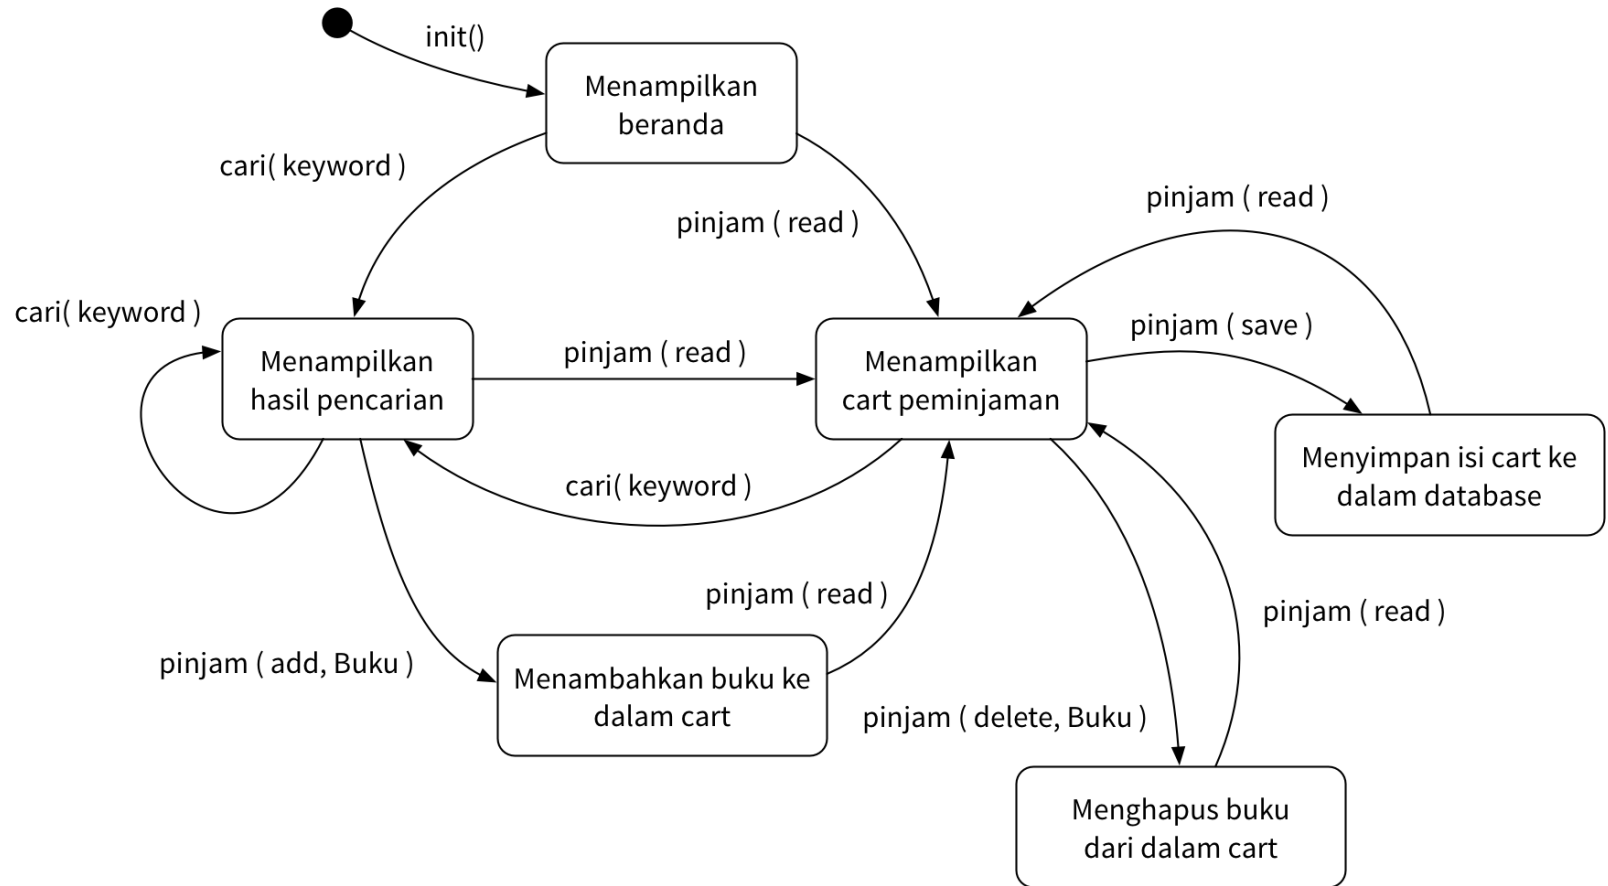 init()
Menampilkan
beranda
cari( keyword )
pinjam ( read )
pinjam ( read )
cari( keyword )
pinjam ( save )
pinjam ( read )
Menampilkan
hasil pencarian
Menampilkan
cart peminjaman
Menyimpan isi cart ke
dalam database
cari( keyword )
pinjam ( read )
pinjam ( read )
pinjam ( add, Buku )
Menambahkan buku ke
dalam cart
pinjam ( delete, Buku )
Menghapus buku
dari dalam cart